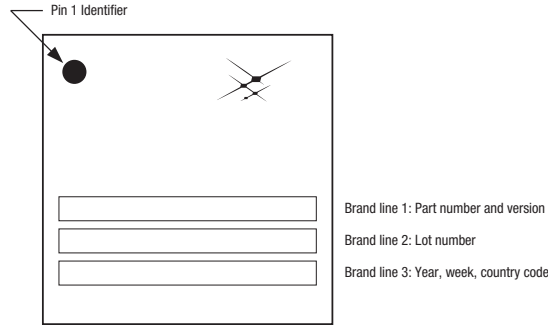 Pin 1 Identifier
Brand line 1: Part number and version
Brand line 2: Lot number
Brand line 3: Year, week, country code